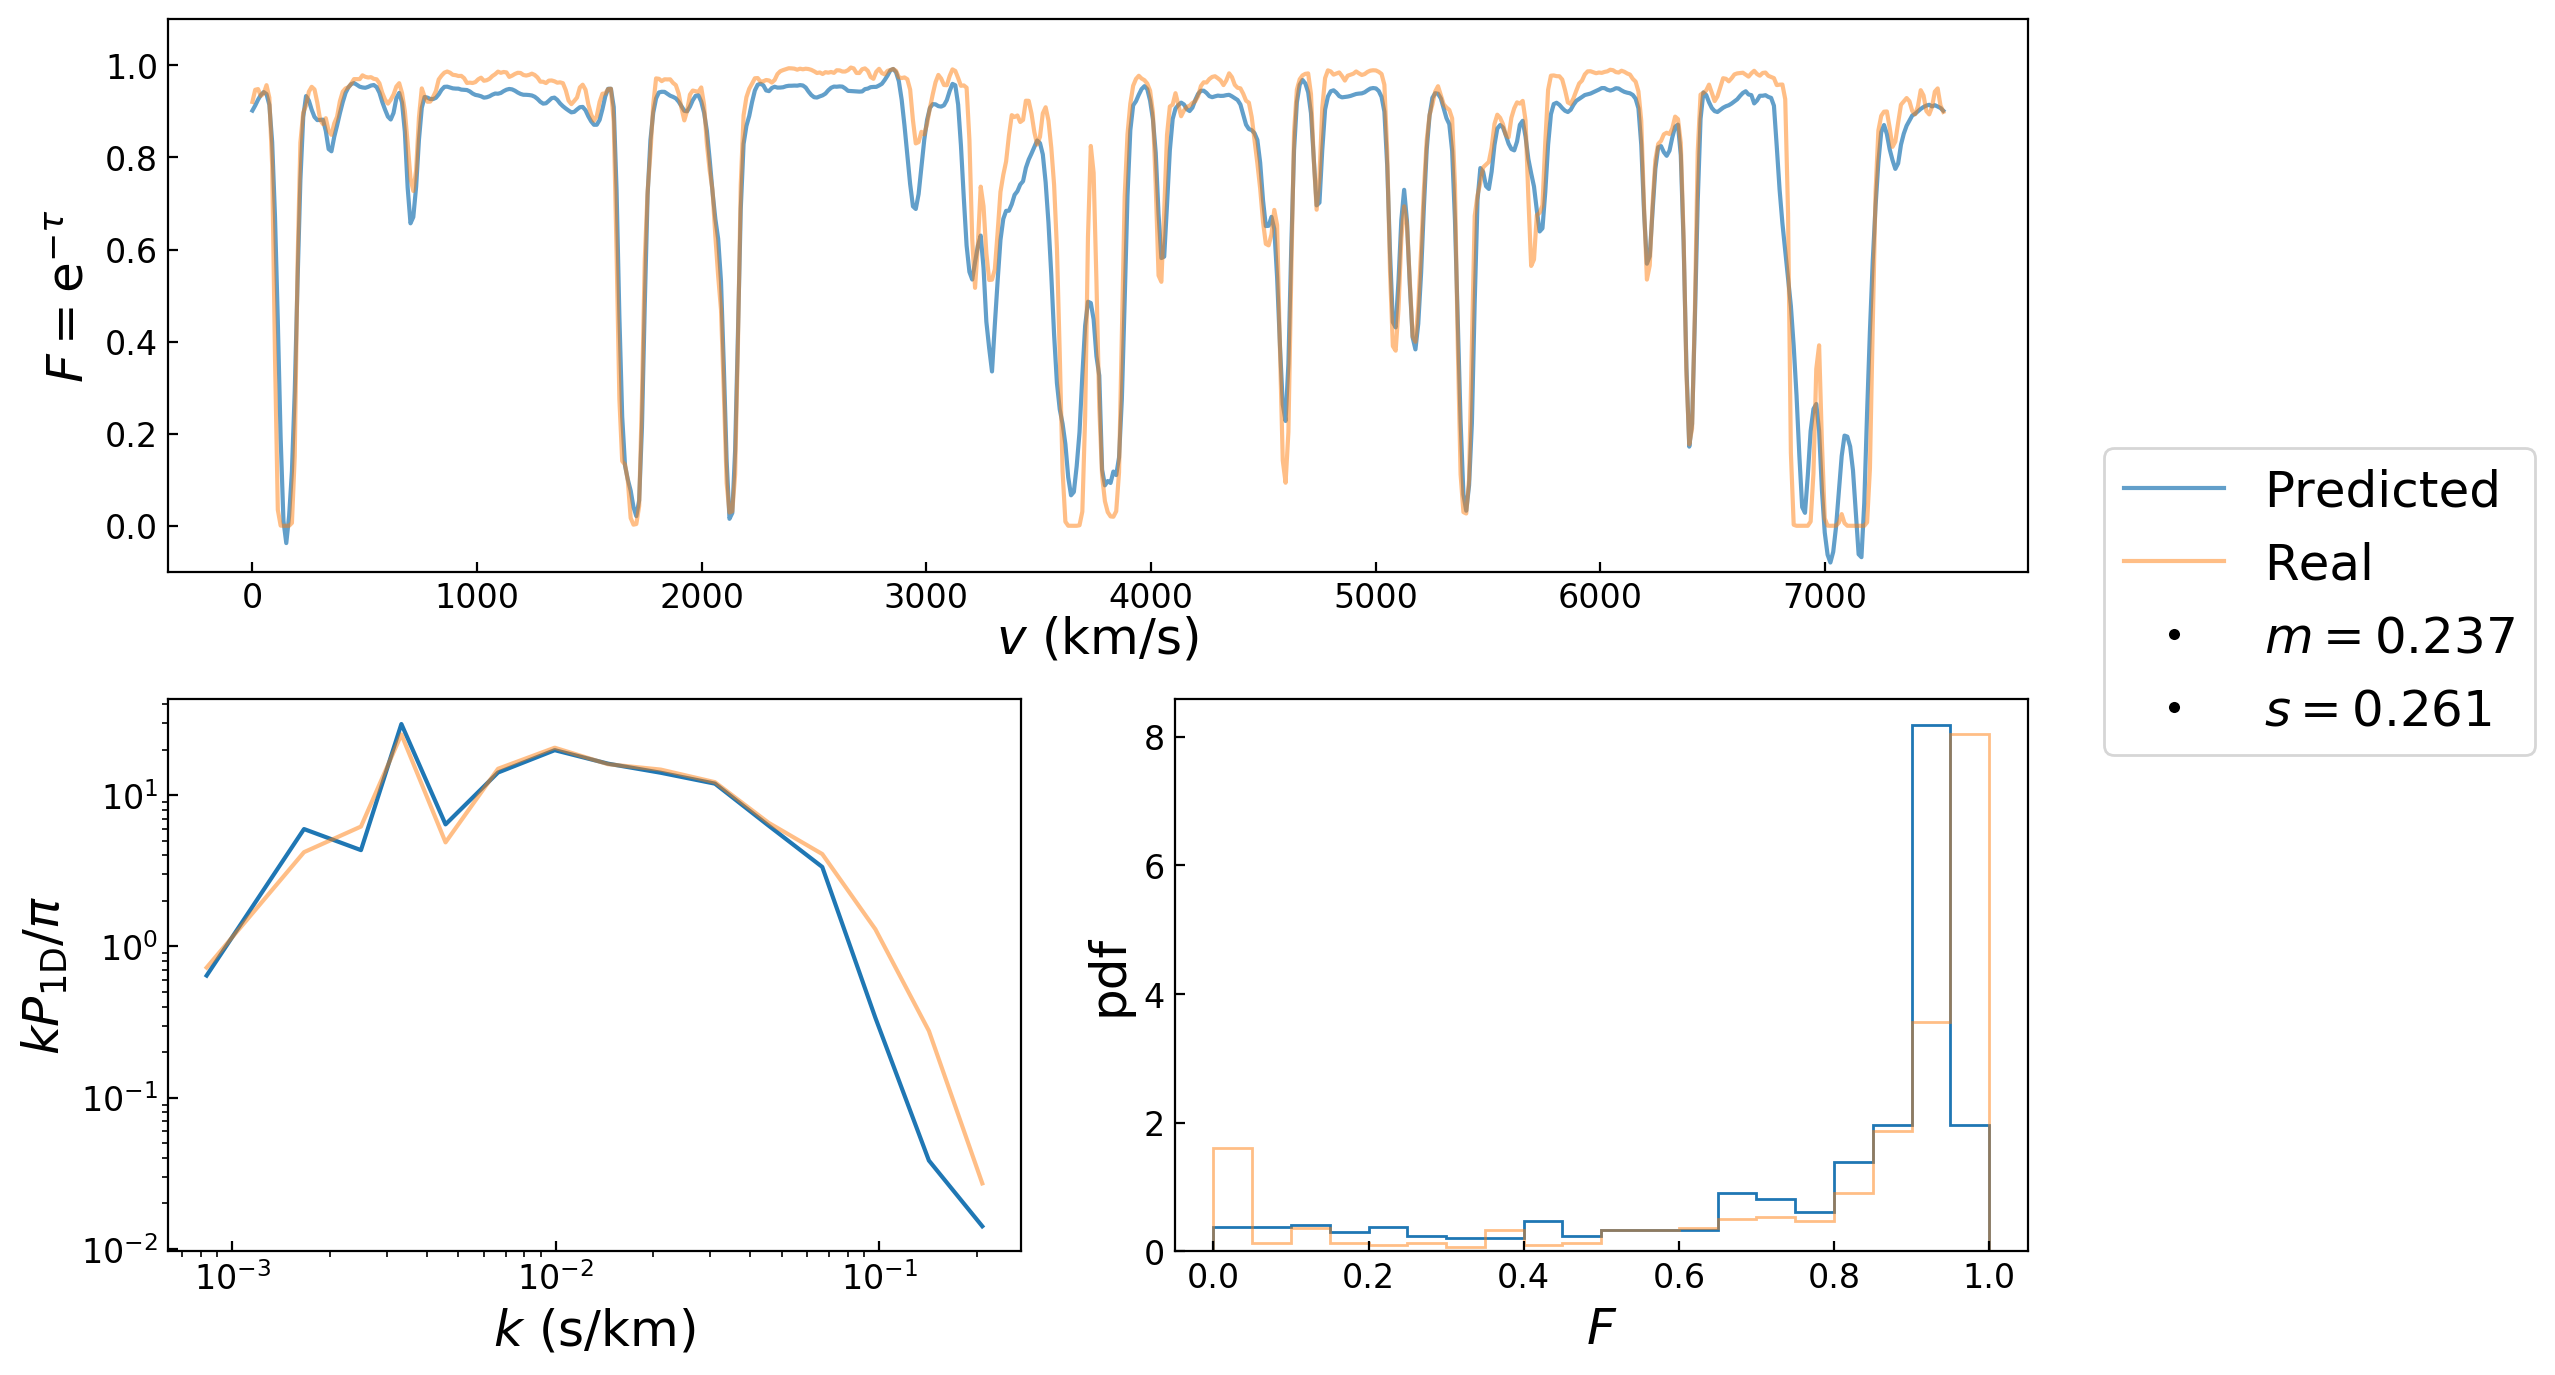 1.0
0.8
0.6
0.4
0.2
0.0
F = e^{−τ}
0 1000 2000 3000 4000 5000 6000 7000
v (km/s)
Predicted
Real
• m = 0.237
• s = 0.261
10^1
10^0
10^{−1}
10^{−2}
kP_{1D}/π
10^{−3} 10^{−2} 10^{−1}
k (s/km)
8
6
4
2
0
pdf
0.0 0.2 0.4 0.6 0.8 1.0
F